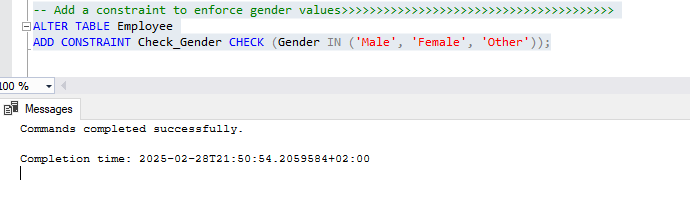 -- Add a constraint to enforce gender values>>>>>>>>>>>>>>>>>>>>>>>>>>>>>>>>>>>>>>>
ALTER TABLE Employee
ADD CONSTRAINT Check_Gender CHECK (Gender IN ('Male', 'Female', 'Other'));
100 %
Messages
Commands completed successfully.
Completion time: 2025-02-28T21:50:54.2059584+02:00